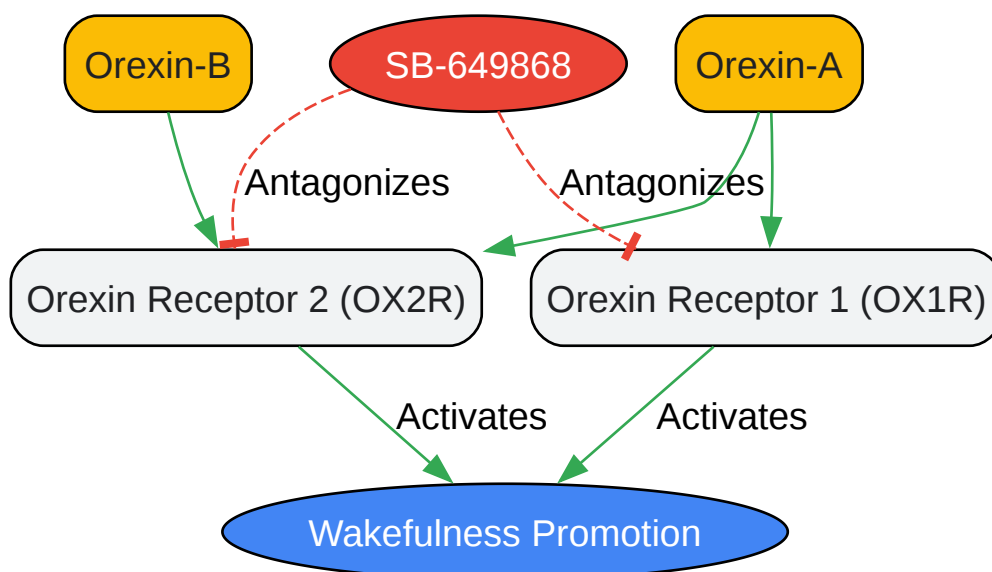 Orexin-B
SB-649868
Orexin-A
Antagonizes
Antagonizes
Orexin Receptor 2 (OX2R)
Orexin Receptor 1 (OX1R)
Activates
Activates
Wakefulness Promotion